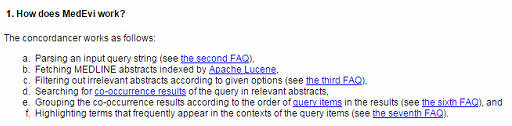 1. How does MedEvi work?
The concordancer works as follows:
a. Parsing an input query string (see the second FAQ),
b. Fetching MEDLINE abstracts indexed by Apache Lucene,
c. Filtering out irrelevant abstracts according to given options (see the third FAQ),
d. Searching for co-occurrence results of the query in relevant abstracts,
e. Grouping the co-occurrence results according to the order of query items in the results (see the sixth FAQ), and
f. Highlighting terms that frequently appear in the contexts of the query items (see the seventh FAQ).